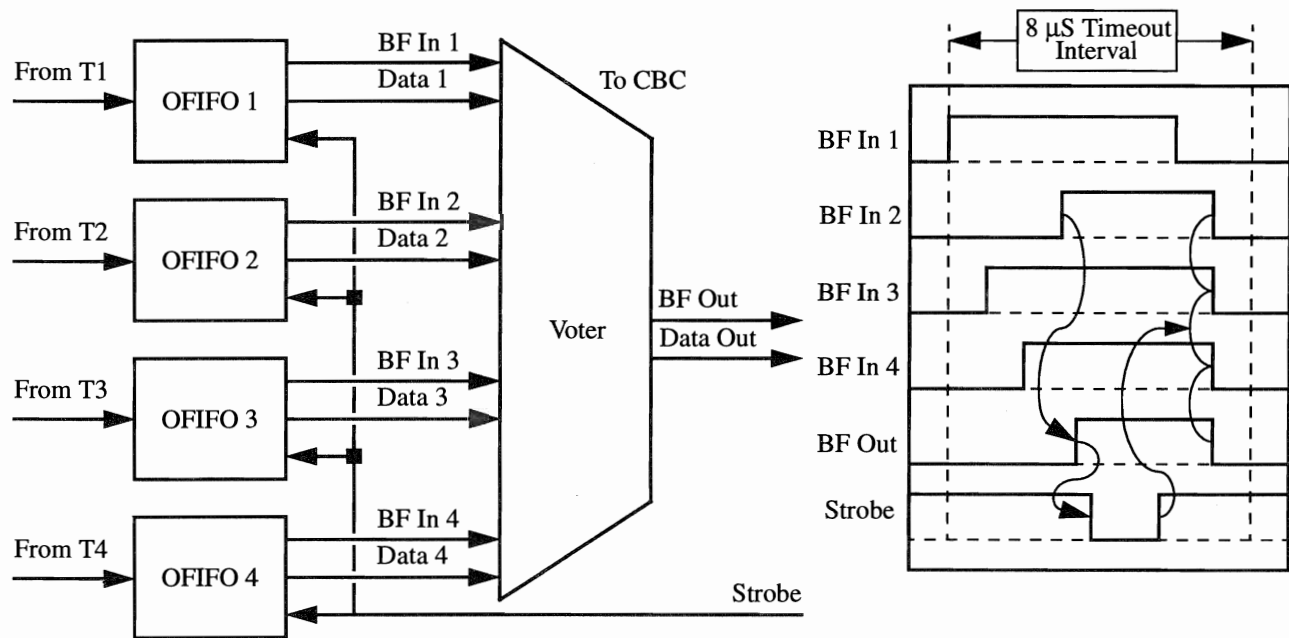 From T1
OFIFO 1
BF In 1
Data 1
To CBC
From T2
OFIFO 2
BF In 2
Data 2
From T3
OFIFO 3
BF In 3
Data 3
From T4
OFIFO 4
BF In 4
Data 4
Voter
BF Out
Data Out
Strobe
8 µS Timeout
Interval
BF In 1
BF In 2
BF In 3
BF In 4
BF Out
Strobe